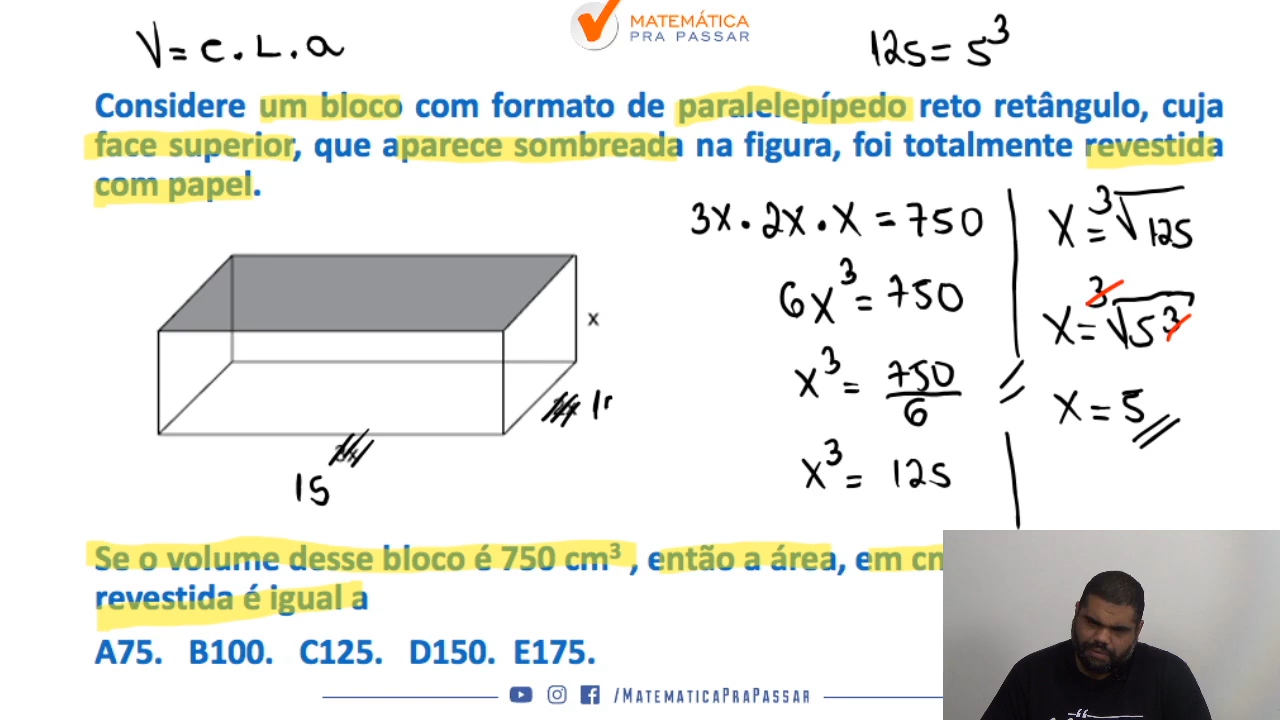 MATEMÁTICA
PRA PASSAR
V = C . L . a
125 = 5³
Considere um bloco com formato de paralelepípedo reto retângulo, cuja
face superior, que aparece sombreada na figura, foi totalmente revestida
com papel.
3x . 2x . x = 750
6x³ = 750
x³ = 750/6
x³ = 125
x = ³√125
x = ³√5³
x = 5
x
15
Se o volume desse bloco é 750 cm³ , então a área, em
revestida é igual a
A75. B100. C125. D150. E175.
/MATEMATICAPRAPASSAR